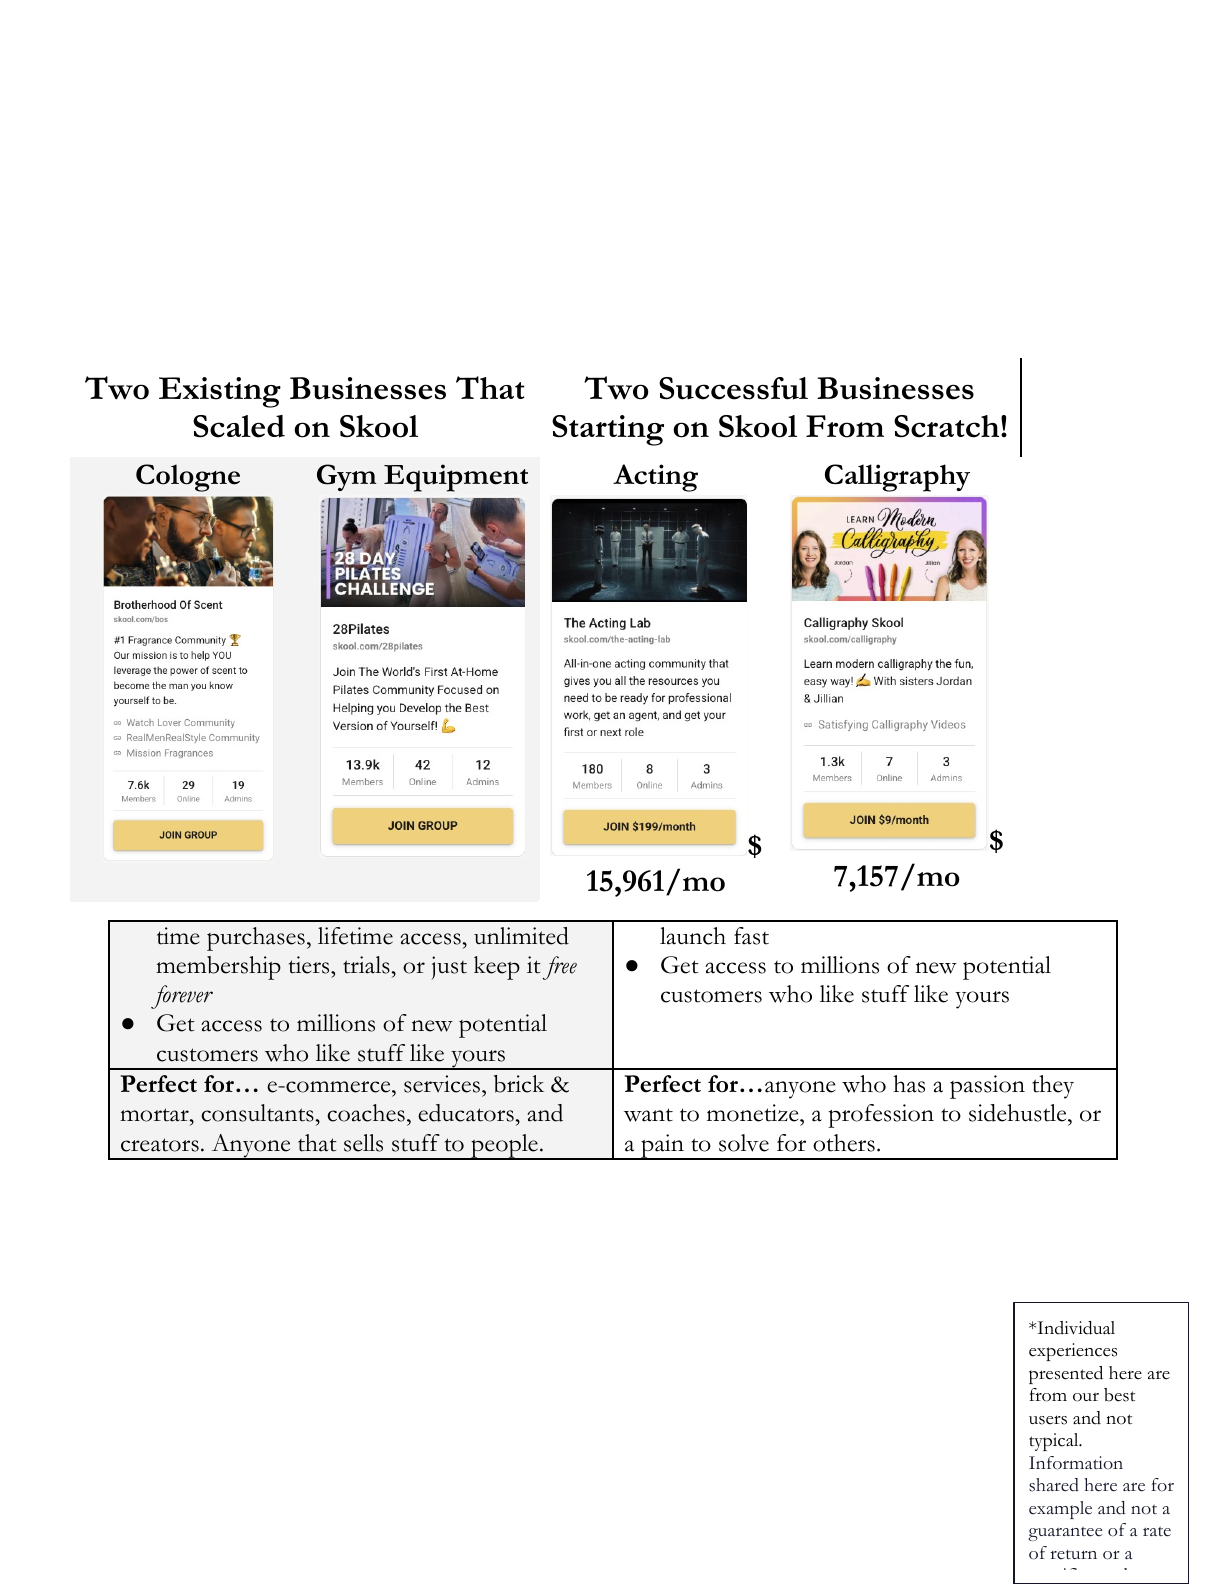 Two Existing Businesses That
Scaled on Skool
Two Successful Businesses
Starting on Skool From Scratch!
Cologne
Brotherhood Of Scent
skool.com/bos
#1 Fragrance Community 🏆
Our mission is to help YOU
leverage the power of scent to
become the man you know
yourself to be.
Watch Lover Community
RealMenRealStyle Community
Mission Fragrances
7.6k 29 19
Members Online Admins
JOIN GROUP
Gym Equipment
28 DAY
PILATES
CHALLENGE
28Pilates
skool.com/28pilates
Join The World's First At-Home
Pilates Community Focused on
Helping you Develop the Best
Version of Yourself! 💪
13.9k 42 12
Members Online Admins
JOIN GROUP
Acting
The Acting Lab
skool.com/the-acting-lab
All-in-one acting community that
gives you all the resources you
need to be ready for professional
work, get an agent, and get your
first or next role
180 8 3
Members Online Admins
JOIN $199/month
$
15,961/mo
Calligraphy
LEARN Modern
Calligraphy
Jordan Jillian
Calligraphy Skool
skool.com/calligraphy
Learn modern calligraphy the fun,
easy way! ✍️ With sisters Jordan
& Jillian
Satisfying Calligraphy Videos
1.3k 7 3
Members Online Admins
JOIN $9/month
$
7,157/mo
time purchases, lifetime access, unlimited
membership tiers, trials, or just keep it free
forever
● Get access to millions of new potential
customers who like stuff like yours
launch fast
● Get access to millions of new potential
customers who like stuff like yours
Perfect for… e-commerce, services, brick &
mortar, consultants, coaches, educators, and
creators. Anyone that sells stuff to people.
Perfect for…anyone who has a passion they
want to monetize, a profession to sidehustle, or
a pain to solve for others.
*Individual
experiences
presented here are
from our best
users and not
typical.
Information
shared here are for
example and not a
guarantee of a rate
of return or a